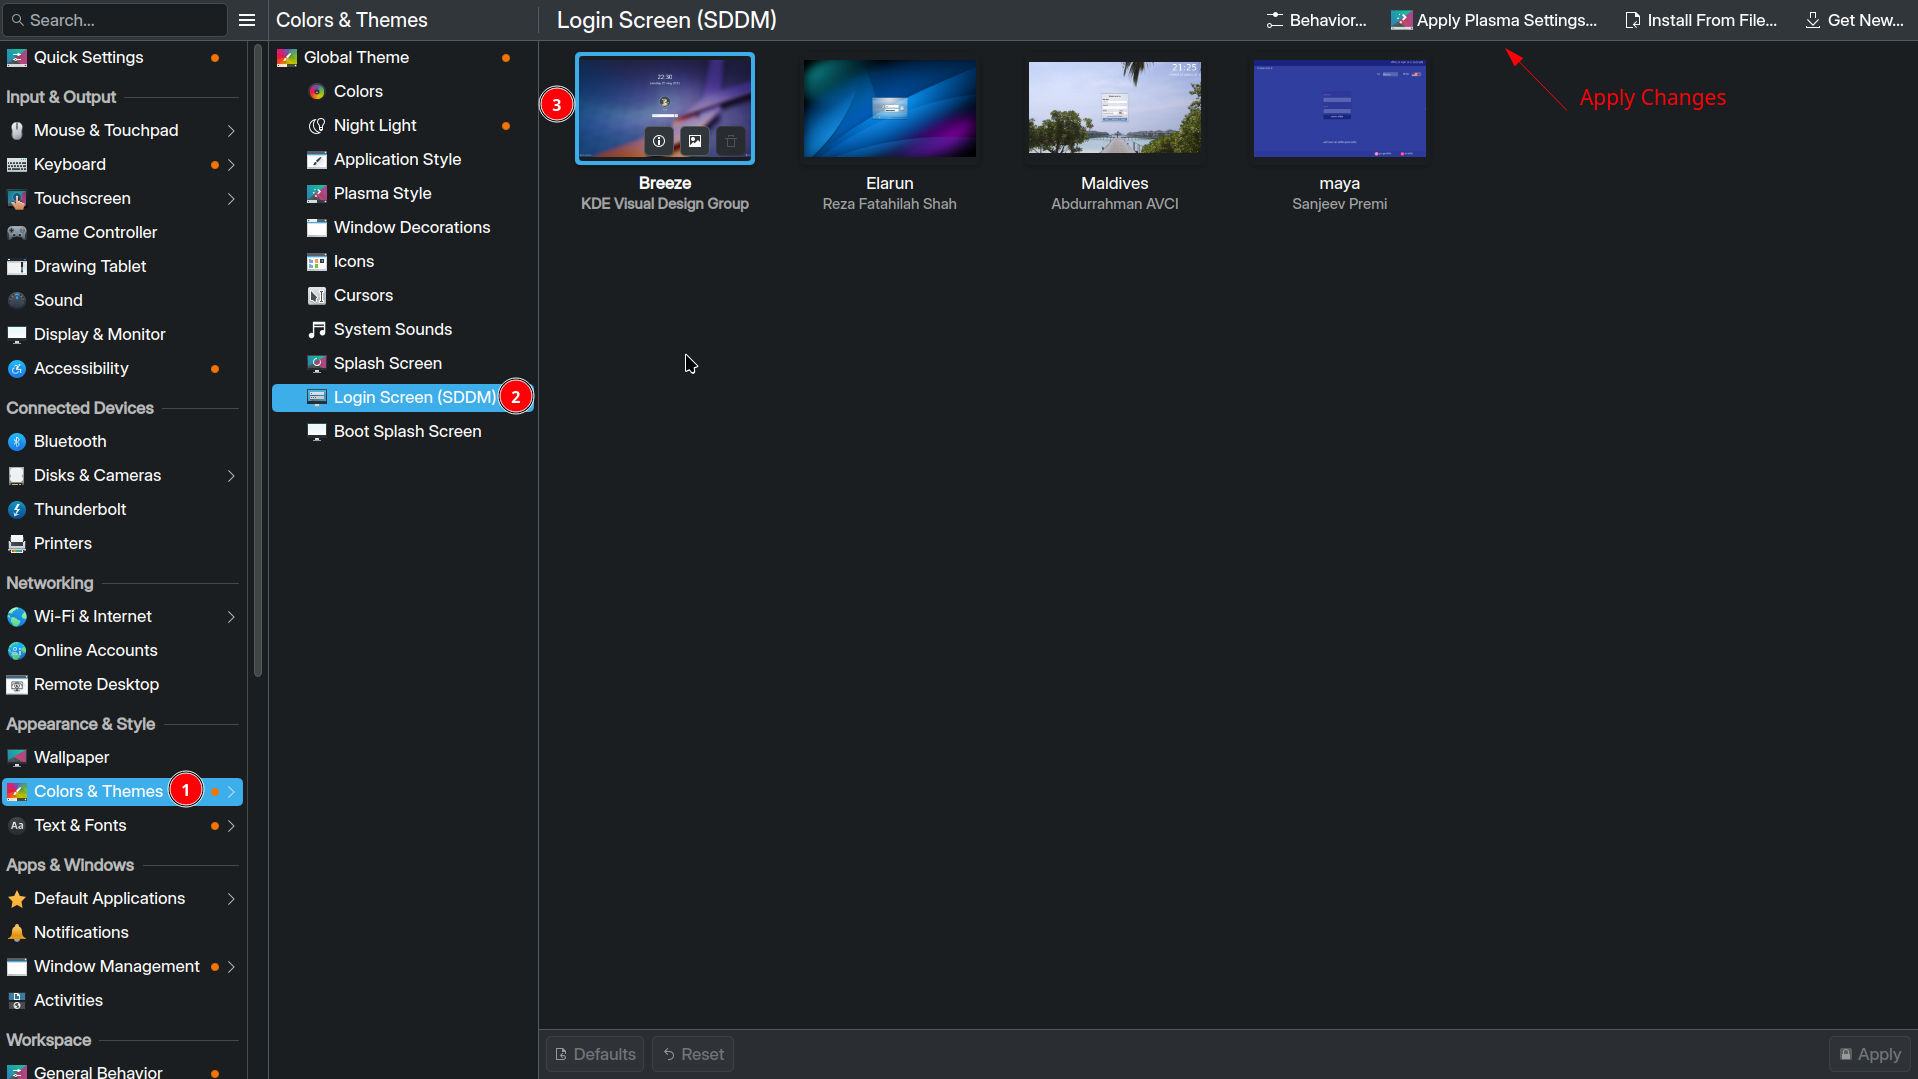 Search...
Colors & Themes
Login Screen (SDDM)
Behavior...
Apply Plasma Settings...
Install From File...
Get New...
Quick Settings
Input & Output
Mouse & Touchpad
Keyboard
Touchscreen
Game Controller
Drawing Tablet
Sound
Display & Monitor
Accessibility
Connected Devices
Bluetooth
Disks & Cameras
Thunderbolt
Printers
Networking
Wi-Fi & Internet
Online Accounts
Remote Desktop
Appearance & Style
Wallpaper
Colors & Themes
1
Aa
Text & Fonts
Apps & Windows
Default Applications
Notifications
Window Management
Activities
Workspace
General Behavior
Global Theme
Colors
Night Light
Application Style
Plasma Style
Window Decorations
Icons
Cursors
System Sounds
Splash Screen
Login Screen (SDDM)
2
Boot Splash Screen
3
22:30
Breeze
KDE Visual Design Group
Elarun
Reza Fatahilah Shah
21:25
Maldives
Abdurrahman AVCI
maya
Sanjeev Premi
Apply Changes
Defaults
Reset
Apply